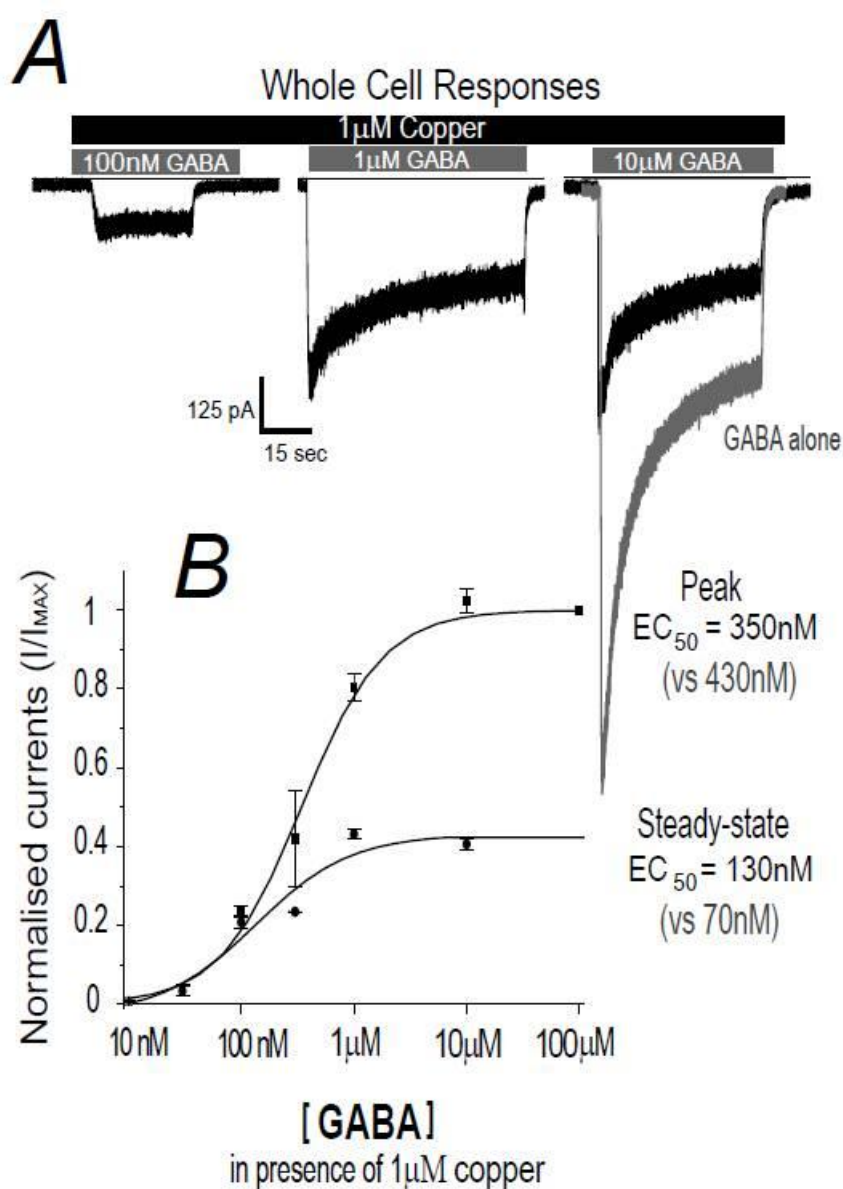 A
Whole Cell Responses
1μM Copper
100nM GABA
1μM GABA
10μM GABA
125 pA
15 sec
GABA alone
B
Normalised currents (I/IMAX)
1
0.8
0.6
0.4
0.2
0
10 nM
100 nM
1μM
10μM
100μM
Peak
EC50 = 350nM
(vs 430nM)
Steady-state
EC50 = 130nM
(vs 70nM)
[GABA]
in presence of 1μM copper